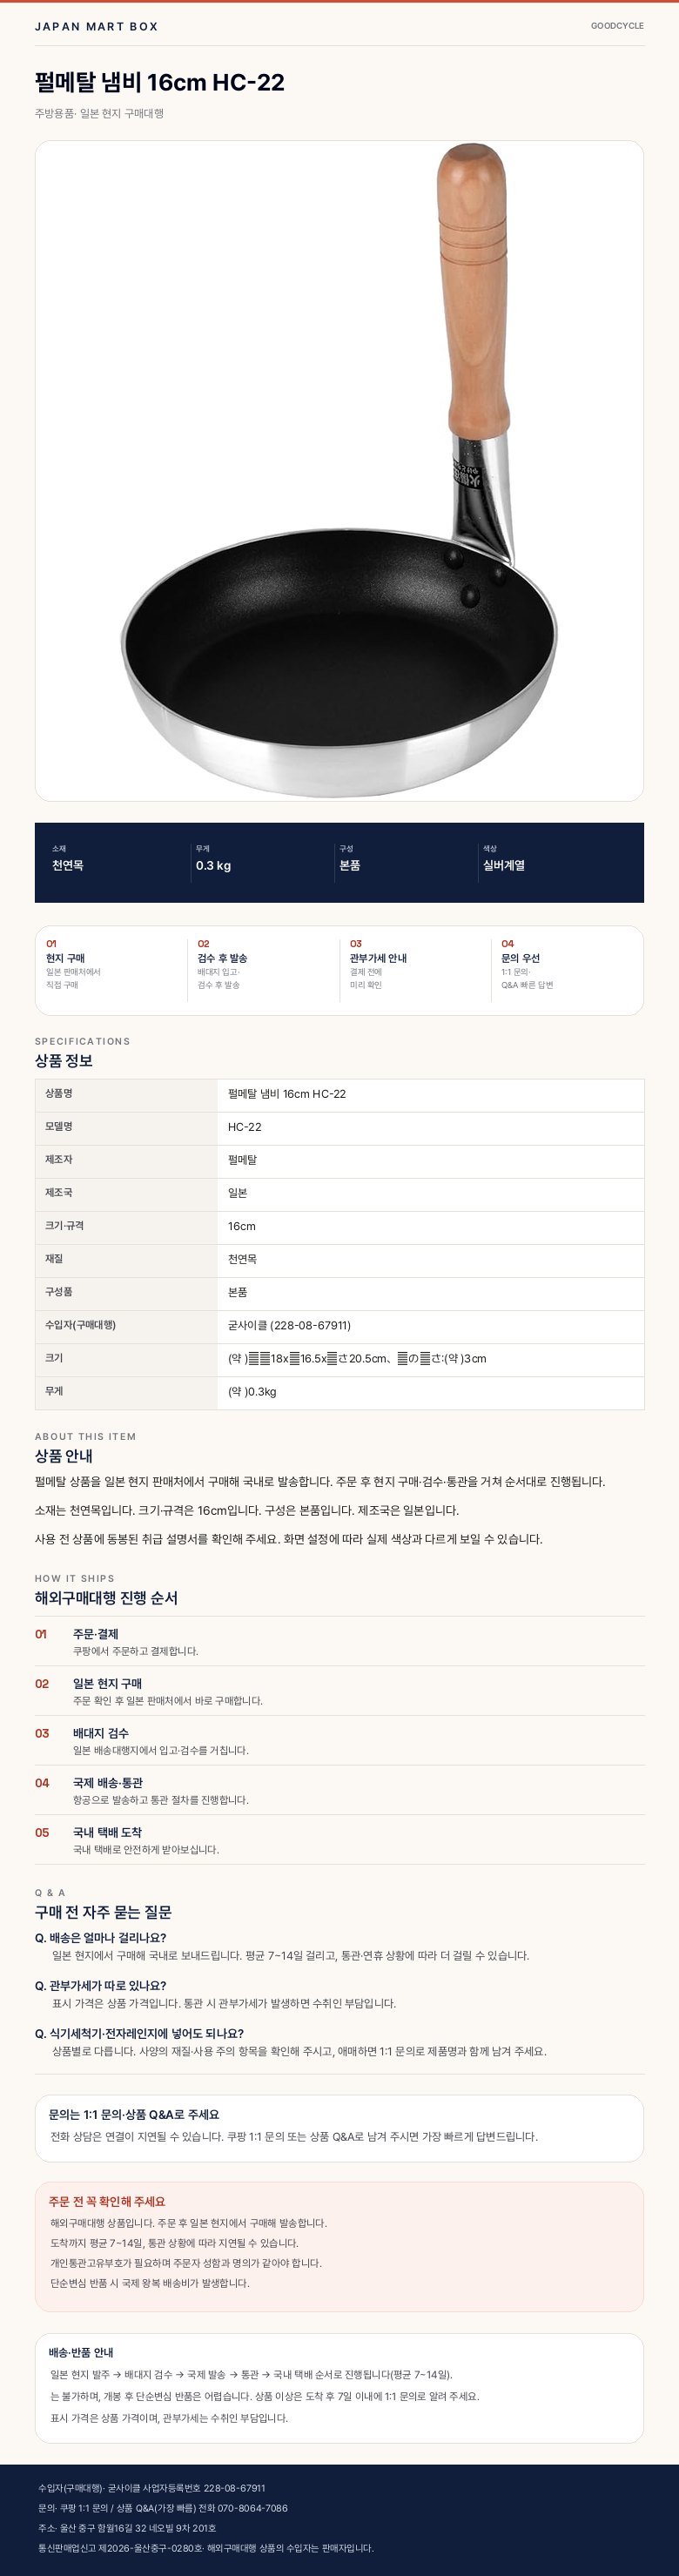 JAPAN MART BOX
GOODCYCLE
펄메탈 냄비 16cm HC-22
주방용품· 일본 현지 구매대행
소재
천연목
무게
0.3 kg
구성
본품
색상
실버계열
01
현지 구매
일본 판매처에서
직접 구매
02
검수 후 발송
배대지 입고·
검수 후 발송
03
관부가세 안내
결제 전에
미리 확인
04
문의 우선
1:1 문의·
Q&A 빠른 답변
SPECIFICATIONS
상품 정보
상품명 펄메탈 냄비 16cm HC-22
모델명 HC-22
제조자 펄메탈
제조국 일본
크기·규격 16cm
재질 천연목
구성품 본품
수입자(구매대행) 굳사이클 (228-08-67911)
크기 (약 )18x16.5xさ20.5cm、のさ:(약 )3cm
무게 (약 )0.3kg
ABOUT THIS ITEM
상품 안내
펄메탈 상품을 일본 현지 판매처에서 구매해 국내로 발송합니다. 주문 후 현지 구매·검수·통관을 거쳐 순서대로 진행됩니다.
소재는 천연목입니다. 크기·규격은 16cm입니다. 구성은 본품입니다. 제조국은 일본입니다.
사용 전 상품에 동봉된 취급 설명서를 확인해 주세요. 화면 설정에 따라 실제 색상과 다르게 보일 수 있습니다.
HOW IT SHIPS
해외구매대행 진행 순서
01 주문·결제
쿠팡에서 주문하고 결제합니다.
02 일본 현지 구매
주문 확인 후 일본 판매처에서 바로 구매합니다.
03 배대지 검수
일본 배송대행지에서 입고·검수를 거칩니다.
04 국제 배송·통관
항공으로 발송하고 통관 절차를 진행합니다.
05 국내 택배 도착
국내 택배로 안전하게 받아보십니다.
Q & A
구매 전 자주 묻는 질문
Q. 배송은 얼마나 걸리나요?
일본 현지에서 구매해 국내로 보내드립니다. 평균 7~14일 걸리고, 통관·연휴 상황에 따라 더 걸릴 수 있습니다.
Q. 관부가세가 따로 있나요?
표시 가격은 상품 가격입니다. 통관 시 관부가세가 발생하면 수취인 부담입니다.
Q. 식기세척기·전자레인지에 넣어도 되나요?
상품별로 다릅니다. 사양의 재질·사용 주의 항목을 확인해 주시고, 애매하면 1:1 문의로 제품명과 함께 남겨 주세요.
문의는 1:1 문의·상품 Q&A로 주세요
전화 상담은 연결이 지연될 수 있습니다. 쿠팡 1:1 문의 또는 상품 Q&A로 남겨 주시면 가장 빠르게 답변드립니다.
주문 전 꼭 확인해 주세요
해외구매대행 상품입니다. 주문 후 일본 현지에서 구매해 발송합니다.
도착까지 평균 7~14일, 통관 상황에 따라 지연될 수 있습니다.
개인통관고유부호가 필요하며 주문자 성함과 명의가 같아야 합니다.
단순변심 반품 시 국제 왕복 배송비가 발생합니다.
배송·반품 안내
일본 현지 발주 → 배대지 검수 → 국제 발송 → 통관 → 국내 택배 순서로 진행됩니다(평균 7~14일).
는 불가하며, 개봉 후 단순변심 반품은 어렵습니다. 상품 이상은 도착 후 7일 이내에 1:1 문의로 알려 주세요.
표시 가격은 상품 가격이며, 관부가세는 수취인 부담입니다.
수입자(구매대행)· 굳사이클 사업자등록번호 228-08-67911
문의· 쿠팡 1:1 문의 / 상품 Q&A(가장 빠름) 전화 070-8064-7086
주소· 울산 중구 함월16길 32 네오빌 9차 201호
통신판매업신고 제2026-울산중구-0280호· 해외구매대행 상품의 수입자는 판매자입니다.